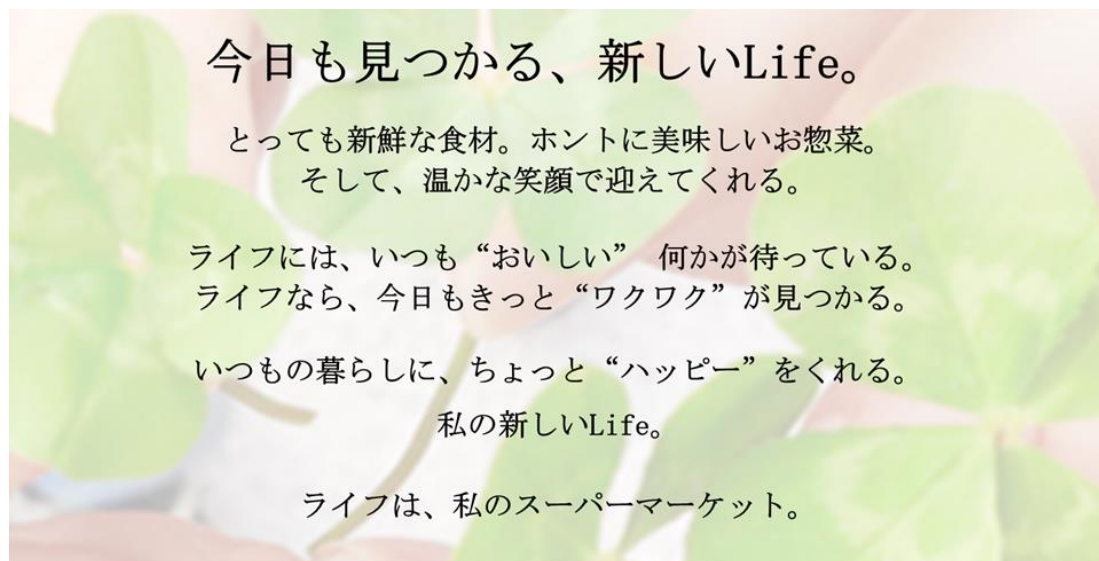 今日も見つかる、新しいLife。
とっても新鮮な食材。ホントに美味しいお惣菜。
そして、温かな笑顔で迎えてくれる。
ライフには、いつも“おいしい” 何かが待っている。
ライフなら、今日もきっと“ワクワク”が見つかる。
いつもの暮らしに、ちょっと“ハッピー”をくれる。
私の新しいLife。
ライフは、私のスーパーマーケット。